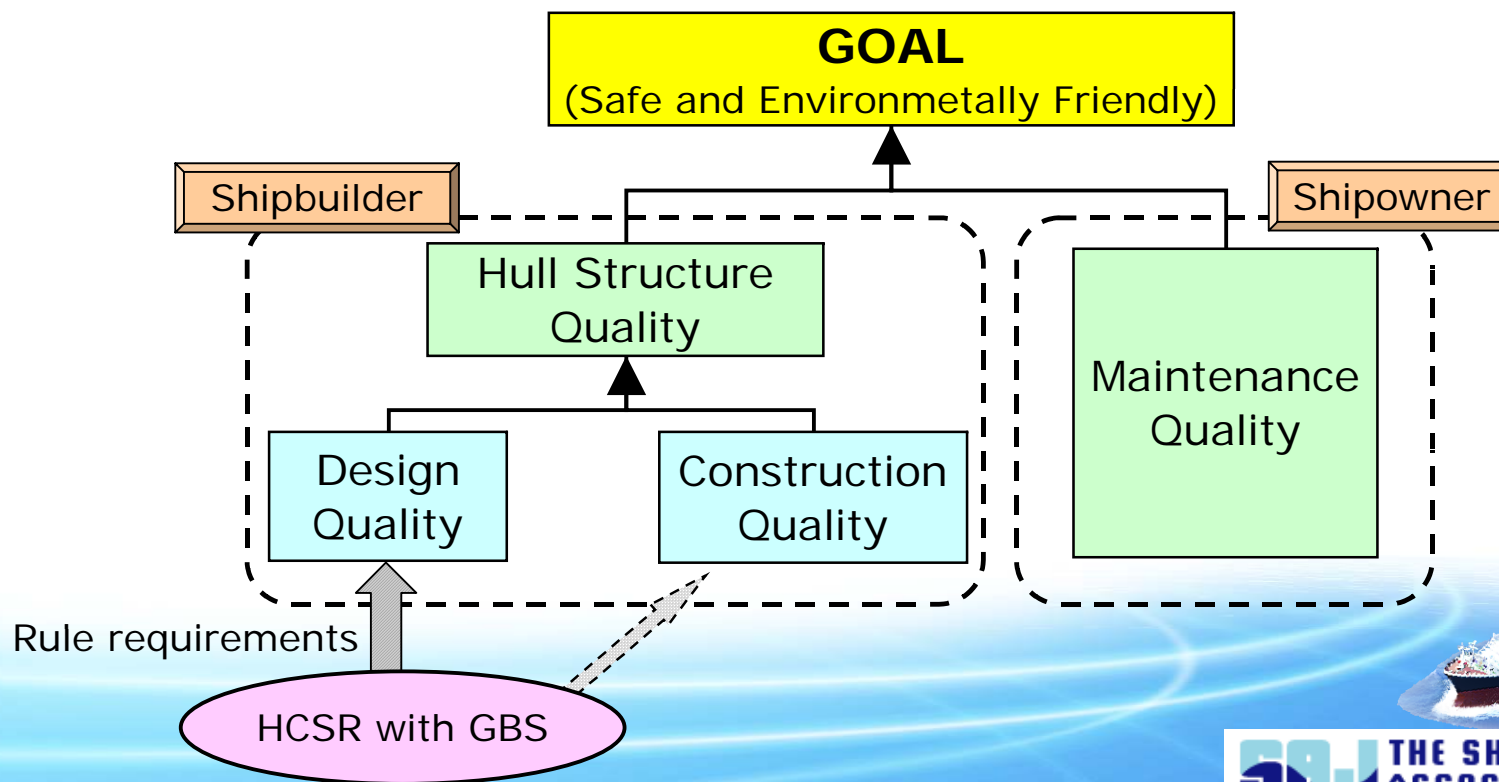 GOAL
(Safe and Environmetally Friendly)
Shipbuilder
Shipowner
Hull Structure
Quality
Maintenance
Quality
Design
Quality
Construction
Quality
Rule requirements
HCSR with GBS
THE